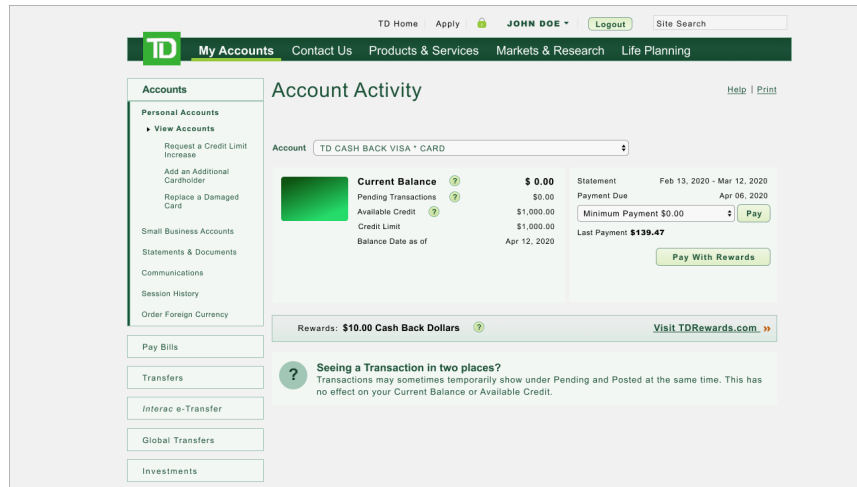 TD Home Apply JOHN DOE Logout Site Search
TD My Accounts Contact Us Products & Services Markets & Research Life Planning
Accounts
Personal Accounts
View Accounts
Request a Credit Limit
Increase
Add an Additional
Cardholder
Replace a Damaged
Card
Small Business Accounts
Statements & Documents
Communications
Session History
Order Foreign Currency
Pay Bills
Transfers
Interac e-Transfer
Global Transfers
Investments
Account Activity
Help Print
Account TD CASH BACK VISA * CARD
Current Balance ? $ 0.00
Pending Transactions ? $0.00
Available Credit ? $1,000.00
Credit Limit $1,000.00
Balance Date as of Apr 12, 2020
Statement Feb 13, 2020 - Mar 12, 2020
Payment Due Apr 06, 2020
Minimum Payment $0.00 Pay
Last Payment $139.47
Pay With Rewards
Rewards: $10.00 Cash Back Dollars ? Visit TDRewards.com »
?
Seeing a Transaction in two places?
Transactions may sometimes temporarily show under Pending and Posted at the same time. This has
no effect on your Current Balance or Available Credit.